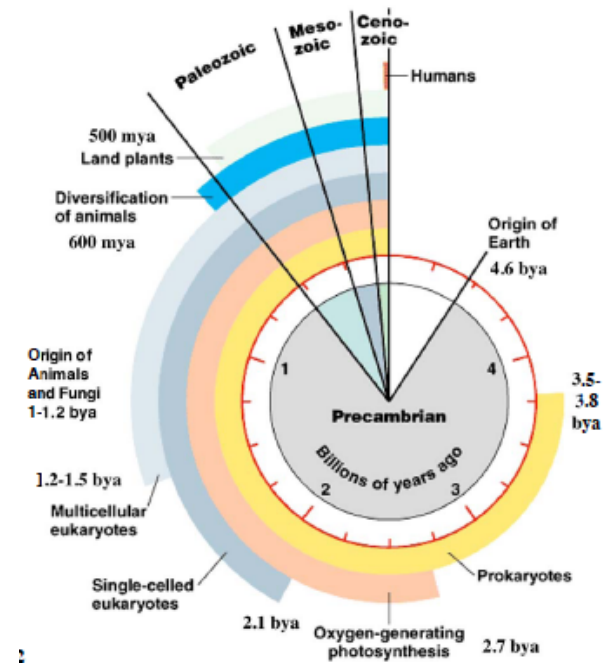 Paleozoic
Meso-
zoic
Ceno-
zoic
Humans
500 mya
Land plants
Diversification
of animals
600 mya
Origin of
Earth
4.6 bya
Origin of
Animals
and Fungi
1-1.2 bya
1
4
3.5-
3.8
bya
Precambrian
Billions of years ago
2
3
1.2-1.5 bya
Multicellular
eukaryotes
Single-celled
eukaryotes
2.1 bya
Prokaryotes
Oxygen-generating
photosynthesis
2.7 bya